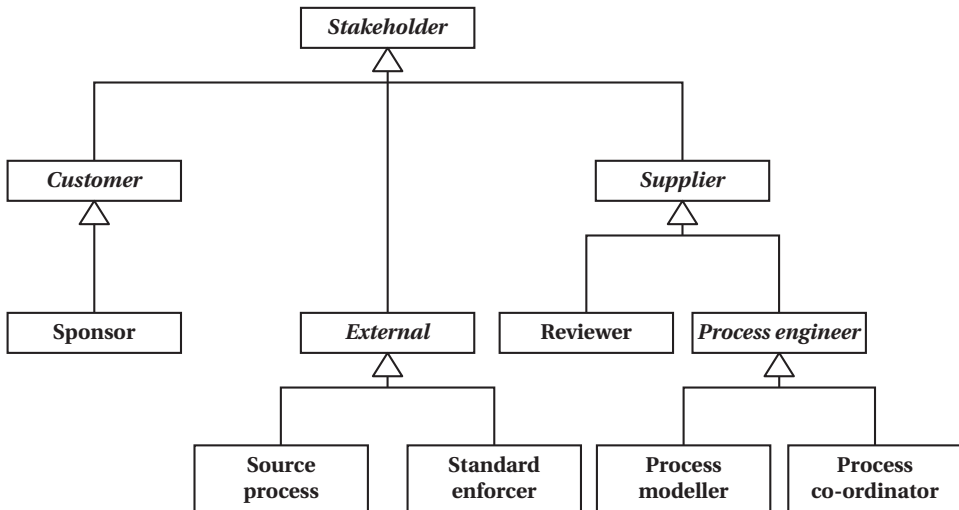 Stakeholder
Customer
Supplier
Sponsor
External
Reviewer
Process engineer
Source
process
Standard
enforcer
Process
modeller
Process
co-ordinator